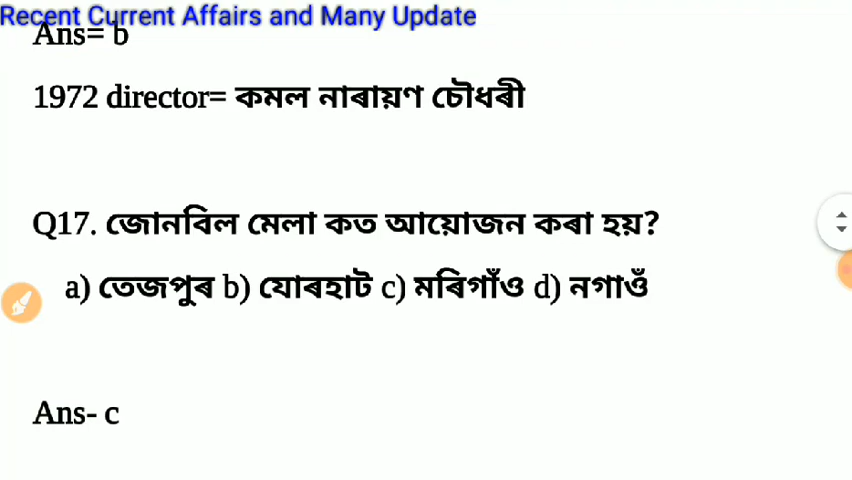 Recent Current Affairs and Many Update
Ans= b
1972 director= কমল নাৰায়ণ চৌধৰী
Q17. জোনবিল মেলা কত আয়োজন কৰা হয়?
a) তেজপুৰ b) যোৰহাট c) মৰিগাঁও d) নগাওঁ
Ans- c